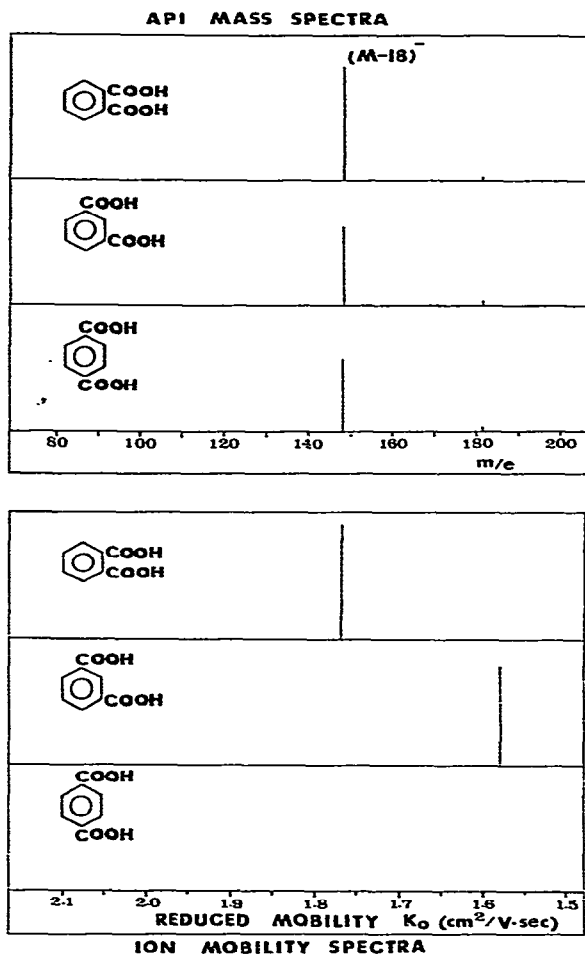 API MASS SPECTRA
(M-18)⁻
COOH
COOH
COOH
COOH
COOH
COOH
80 100 120 140 160 180 200
m/e
COOH
COOH
COOH
COOH
COOH
COOH
2.1 2.0 1.9 1.8 1.7 1.6 1.5
REDUCED MOBILITY K₀ (cm²/V·sec)
ION MOBILITY SPECTRA